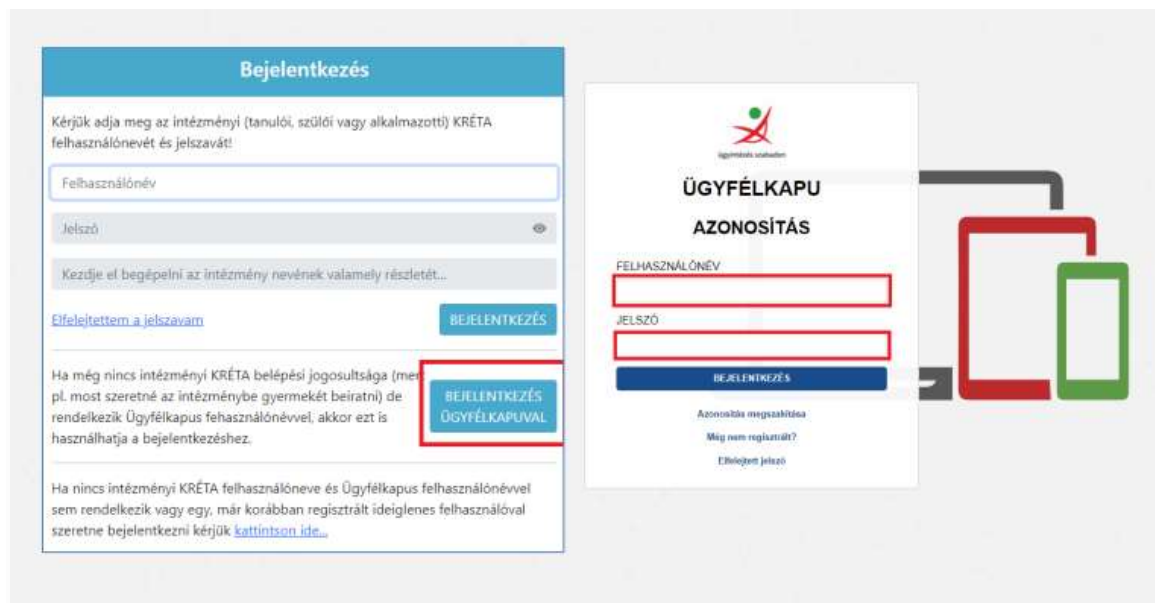 Bejelentkezés
Kérjük adja meg az intézményi (tanulói, szülői vagy alkalmazotti) KRÉTA
felhasználónevét és jelszavát!
Felhasználónév
Jelszó
Kezdje el begépelni az intézmény nevének valamely részletét...
Elfelejtettem a jelszavam
BEJELENTKEZÉS
Ha még nincs intézményi KRÉTA belépési jogosultsága (mer
pl. most szeretné az intézménybe gyermekét beiratni) de
rendelkezik Ügyfélkapus fehasználónévvel, akkor ezt is
használhatja a bejelentkezéshez.
BEJELENTKEZÉS
ÜGYFÉLKAPUVAL
Ha nincs intézményi KRÉTA felhasználóneve és Ügyfélkapus felhasználónévvel
sem rendelkezik vagy egy, már korábban regisztrált ideiglenes felhasználóval
szeretne bejelentkezni kérjük kattintson ide...
ügyintézés szabadon
ÜGYFÉLKAPU
AZONOSÍTÁS
FELHASZNÁLÓNÉV
JELSZÓ
BEJELENTKEZÉS
Azonosítás megszakítása
Még nem regisztrált?
Elfelejtett jelszó